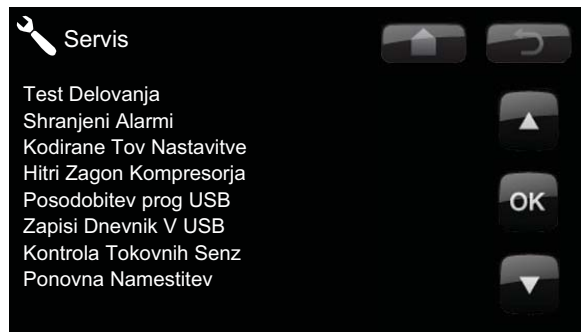 Servis
Test Delovanja
Shranjeni Alarmi
Kodirane Tov Nastavitve
Hitri Zagon Kompresorja
Posodobitev prog USB
OK
Zapisi Dnevnik V USB
Kontrola Tokovnih Senz
Ponovna Namestitev